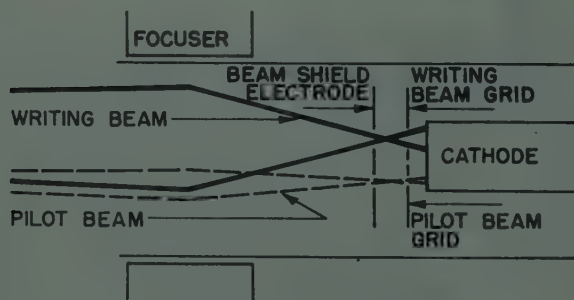 FOCUSER
BEAM SHIELD
ELECTRODE
WRITING
BEAM GRID
WRITING BEAM
CATHODE
PILOT BEAM
PILOT BEAM
GRID